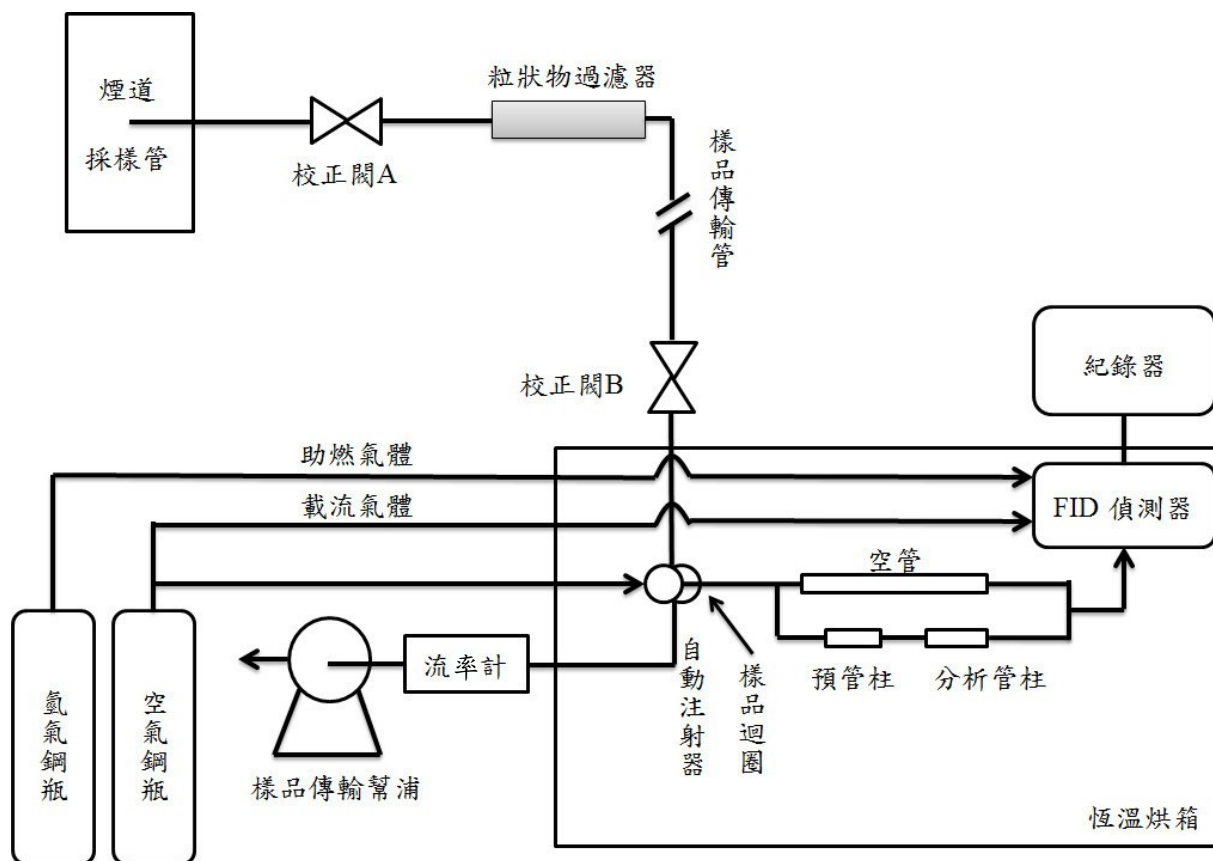 煙道
採樣管
校正閥A
粒狀物過濾器
樣品傳輸管
校正閥B
紀錄器
助燃氣體
載流氣體
FID 偵測器
空管
預管柱
分析管柱
自動注射器
樣品迴圈
流率計
樣品傳輸幫浦
氫氣鋼瓶
空氣鋼瓶
恆溫烘箱